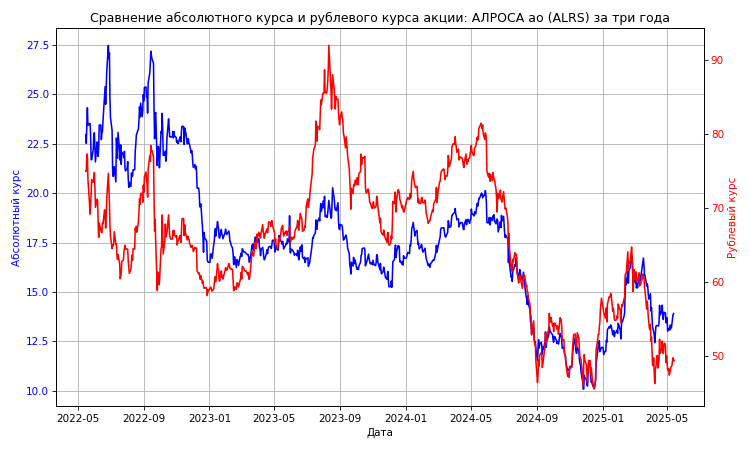 Сравнение абсолютного курса и рублевого курса акции: АЛРОСА ао (ALRS) за три года
27.5
25.0
22.5
20.0
17.5
15.0
12.5
10.0
Абсолютный курс
90
80
70
60
50
Рублевый курс
2022-05 2022-09 2023-01 2023-05 2023-09 2024-01 2024-05 2024-09 2025-01 2025-05
Дата